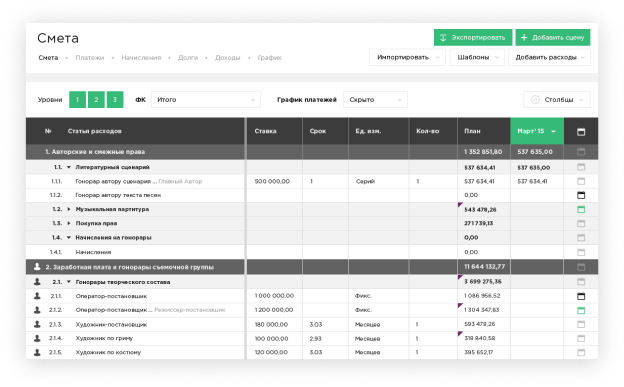 Смета
Экспортировать
+ Добавить сцену
Смета • Платежи • Начисления • Долги • Доходы • График
Импортировать
Шаблоны
Добавить расходы
Уровни 1 2 3
ФК Итого
График платежей Скрыто
Столбцы
№ Статья расходов Ставка Срок Ед. изм. Кол-во План Март' 15
1. Авторские и смежные права 1 352 851,80 537 635,00
1.1. Литературный сценарий 537 634,41 537 635,00
1.1.1. Гонорар автору сценария ... Главный Автор 500 000,00 1 Серий 1 537 634,41 537 634,41
1.1.2. Гонорар автору текста песен 0,00
1.2. Музыкальная партитура 543 478,26
1.3. Покупка прав 271 739,13
1.4. Начисления на гонорары 0,00
1.4.1. Начисления 0,00
2. Заработная плата и гонорары съемочной группы 11 644 132,77
2.1. Гонорары творческого состава 3 699 275,36
2.1.1. Оператор-постановщик 1 000 000,00 Фикс. 1 086 956,52
2.1.2. Оператор-постановщик ... Режиссер-постановщик 1 200 000,00 Фикс. 1 304 347,83
2.1.3. Художник-постановщик 180 000,00 3.03 Месяцев 1 593 478,26
2.1.4. Художник по гриму 100 000,00 2.93 Месяцев 1 318 840,58
2.1.5. Художник по костюму 120 000,00 3.03 Месяцев 1 395 652,17